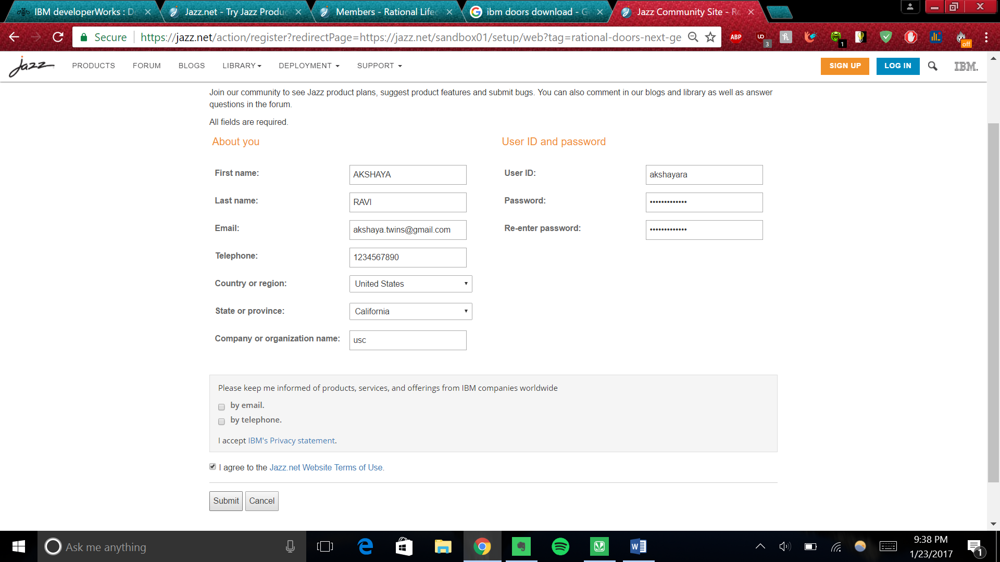 IBM developerWorks : D
Jazz.net - Try Jazz Produ
Members - Rational Life
ibm doors download - G
Jazz Community Site - Re
Secure
https://jazz.net/action/register?redirectPage=https://jazz.net/sandbox01/setup/web?tag=rational-doors-next-ge
ABP
3
1
off
jazz
PRODUCTS
FORUM
BLOGS
LIBRARY
DEPLOYMENT
SUPPORT
SIGN UP
LOG IN
IBM.
Join our community to see Jazz product plans, suggest product features and submit bugs. You can also comment in our blogs and library as well as answer
questions in the forum.
All fields are required.
About you
User ID and password
First name:
AKSHAYA
User ID:
akshayara
Last name:
RAVI
Password:
•••••••••••••
Email:
akshaya.twins@gmail.com
Re-enter password:
•••••••••••••
Telephone:
1234567890
Country or region:
United States
State or province:
California
Company or organization name:
usc
Please keep me informed of products, services, and offerings from IBM companies worldwide
by email.
by telephone.
I accept IBM's Privacy statement.
I agree to the Jazz.net Website Terms of Use.
Submit
Cancel
Ask me anything
9:38 PM
1/23/2017
1